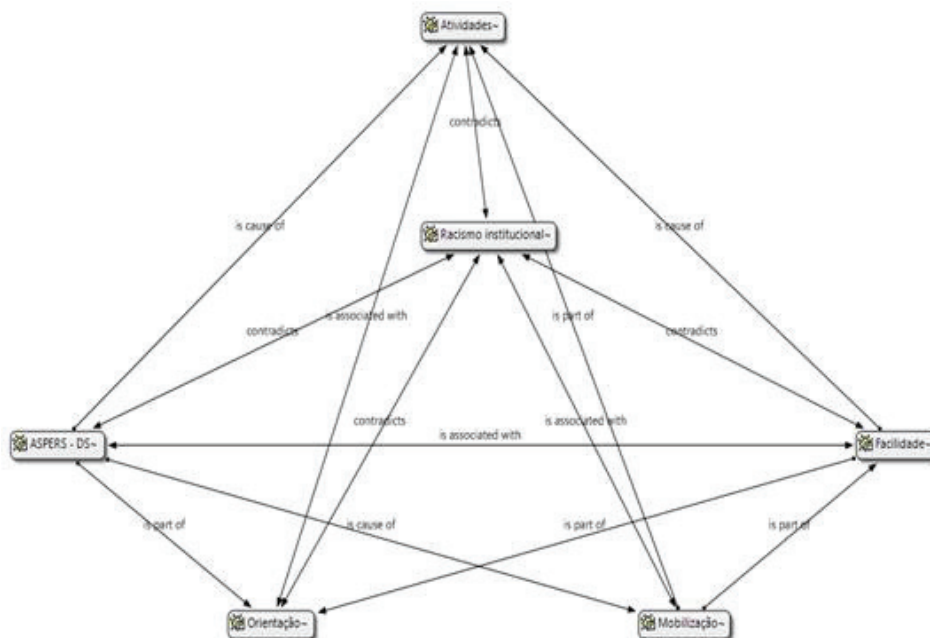 Atividades~
contradicts
is cause of
is cause of
Racismo institucional~
is associated with
is part of
contradicts
contradicts
contradicts
is associated with
ASPERS - DS~
is associated with
Facilidade~
is part of
is cause of
is part of
is part of
Orientação~
Mobilização~